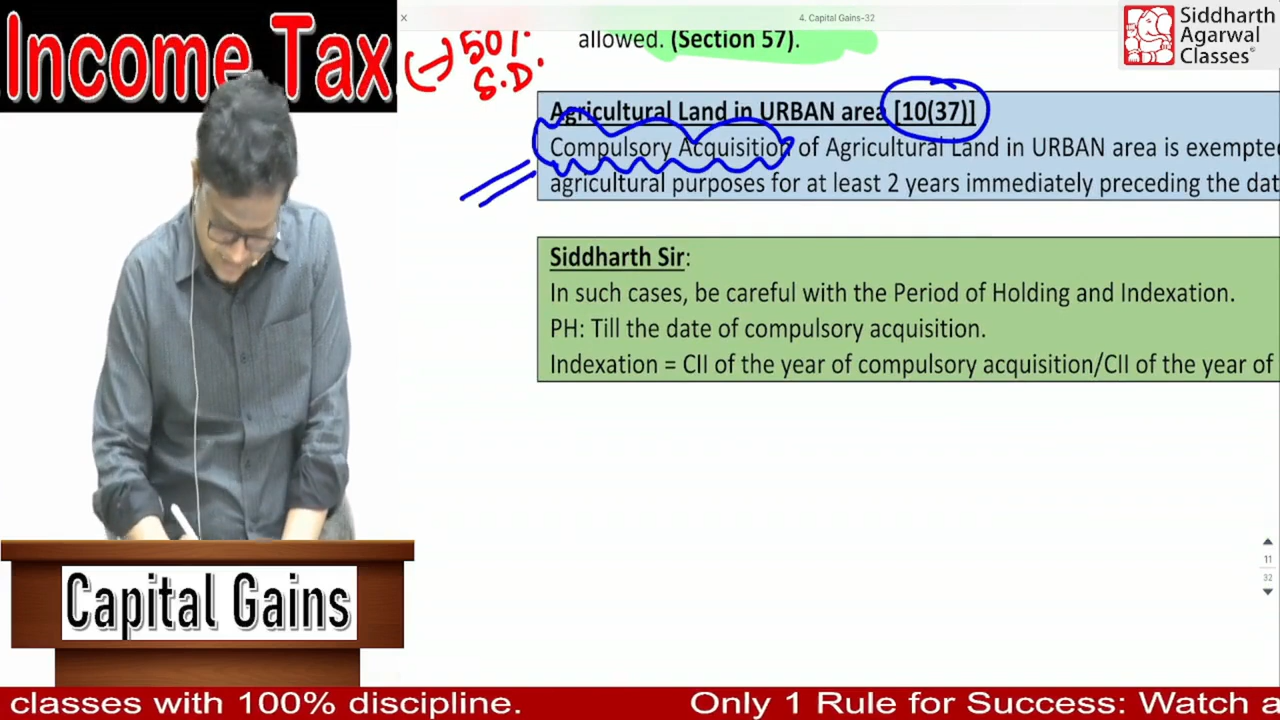 Income Tax
4. Capital Gains-32
Siddharth
Agarwal
Classes
(-) 50%
S.D.
allowed. (Section 57).
Agricultural Land in URBAN area [10(37)]
Compulsory Acquisition of Agricultural Land in URBAN area is exempte
agricultural purposes for at least 2 years immediately preceding the dat
Siddharth Sir:
In such cases, be careful with the Period of Holding and Indexation.
PH: Till the date of compulsory acquisition.
Indexation = CII of the year of compulsory acquisition/CII of the year of
11
32
Capital Gains
classes with 100% discipline. Only 1 Rule for Success: Watch a